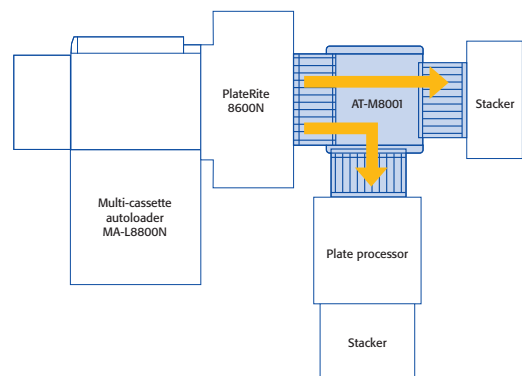 PlateRite
8600N
AT-M8001
Stacker
Multi-cassette
autoloader
MA-L8800N
Plate processor
Stacker